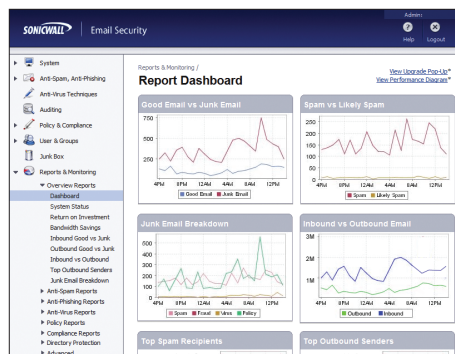 Admin:
SONICWALL | Email Security
Help Logout
System
Anti-Spam, Anti-Phishing
Anti-Virus Techniques
Auditing
Policy & Compliance
User & Groups
Junk Box
Reports & Monitoring
Overview Reports
Dashboard
System Status
Return on Investment
Bandwidth Savings
Inbound Good vs Junk
Outbound Good vs Junk
Inbound vs Outbound
Top Outbound Senders
Junk Email Breakdown
Anti-Spam Reports
Anti-Phishing Reports
Anti-Virus Reports
Policy Reports
Compliance Reports
Directory Protection
Advanced
Reports & Monitoring /
Report Dashboard
View Upgrade Pop-Up*
View Performance Diagram*
Good Email vs Junk Email
750
500
250
4PM 8PM 12AM 4AM 8AM 12PM
Good Email Junk Email
Spam vs Likely Spam
250
200
150
100
50
0
4PM 8PM 12AM 4AM 8AM 12PM
Spam Likely Spam
Junk Email Breakdown
600
500
400
300
200
100
0
4PM 8PM 12AM 4AM 8AM 12PM
Spam Fraud Virus Policy
Inbound vs Outbound Email
3M
2M
1M
4PM 8PM 12AM 4AM 8AM 12PM
Outbound Inbound
Top Spam Recipients
Top Outbound Senders